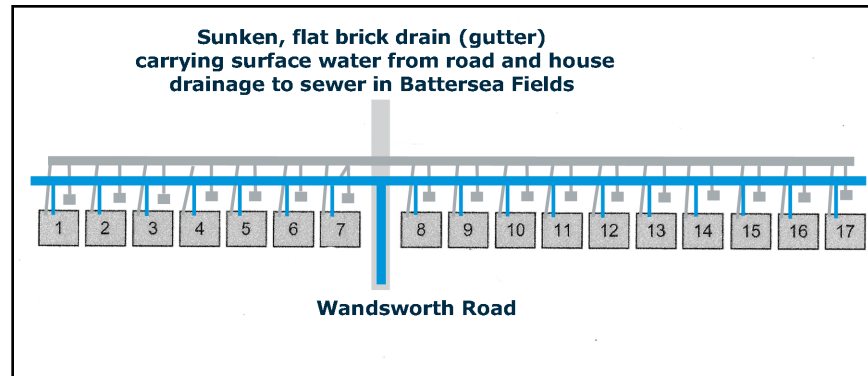 Sunken, flat brick drain (gutter)
carrying surface water from road and house
drainage to sewer in Battersea Fields
1 2 3 4 5 6 7 8 9 10 11 12 13 14 15 16 17
Wandsworth Road